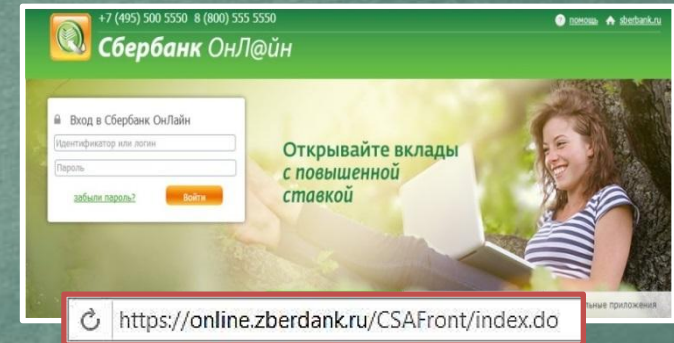 +7 (495) 500 5550 8 (800) 555 5550
помощь sberbank.ru
Сбербанк ОнЛ@йн
Вход в Сбербанк ОнЛайн
Идентификатор или логин
Пароль
забыли пароль? Войти
Открывайте вклады
с повышенной
ставкой
приложения
https://online.zberdank.ru/CSAFront/index.do